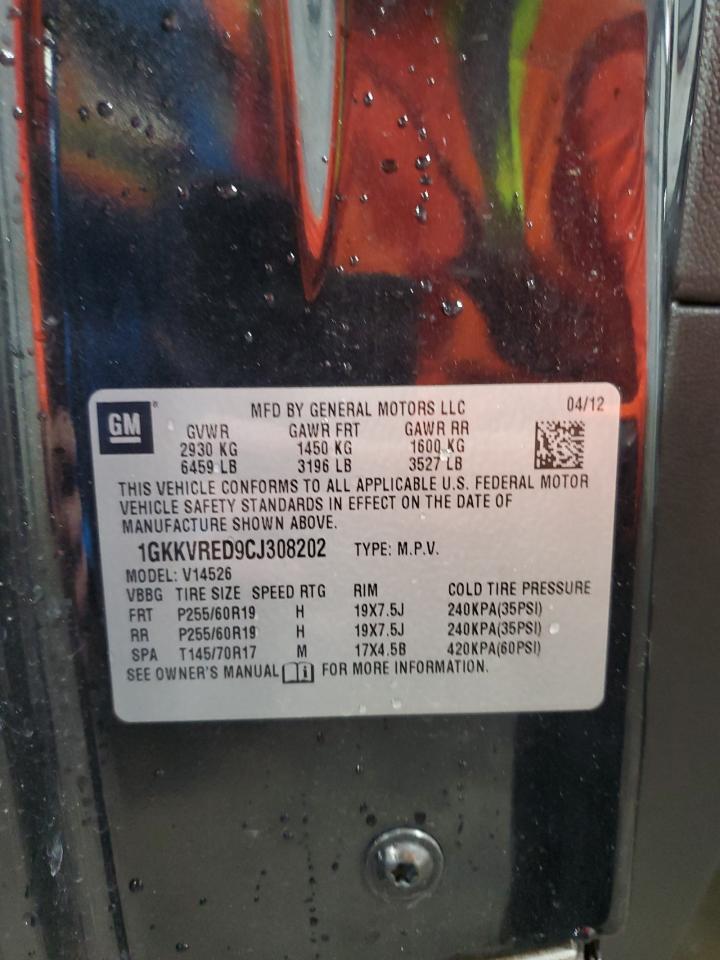 GM
MFD BY GENERAL MOTORS LLC 04/12
GVWR GAWR FRT GAWR RR
2930 KG 1450 KG 1600 KG
6459 LB 3196 LB 3527 LB
THIS VEHICLE CONFORMS TO ALL APPLICABLE U.S. FEDERAL MOTOR
VEHICLE SAFETY STANDARDS IN EFFECT ON THE DATE OF
MANUFACTURE SHOWN ABOVE.
1GKKVRED9CJ308202 TYPE: M.P.V.
MODEL: V14526
VBBG TIRE SIZE SPEED RTG RIM COLD TIRE PRESSURE
FRT P255/60R19 H 19X7.5J 240KPA(35PSI)
RR P255/60R19 H 19X7.5J 240KPA(35PSI)
SPA T145/70R17 M 17X4.5B 420KPA(60PSI)
SEE OWNER'S MANUAL i FOR MORE INFORMATION.